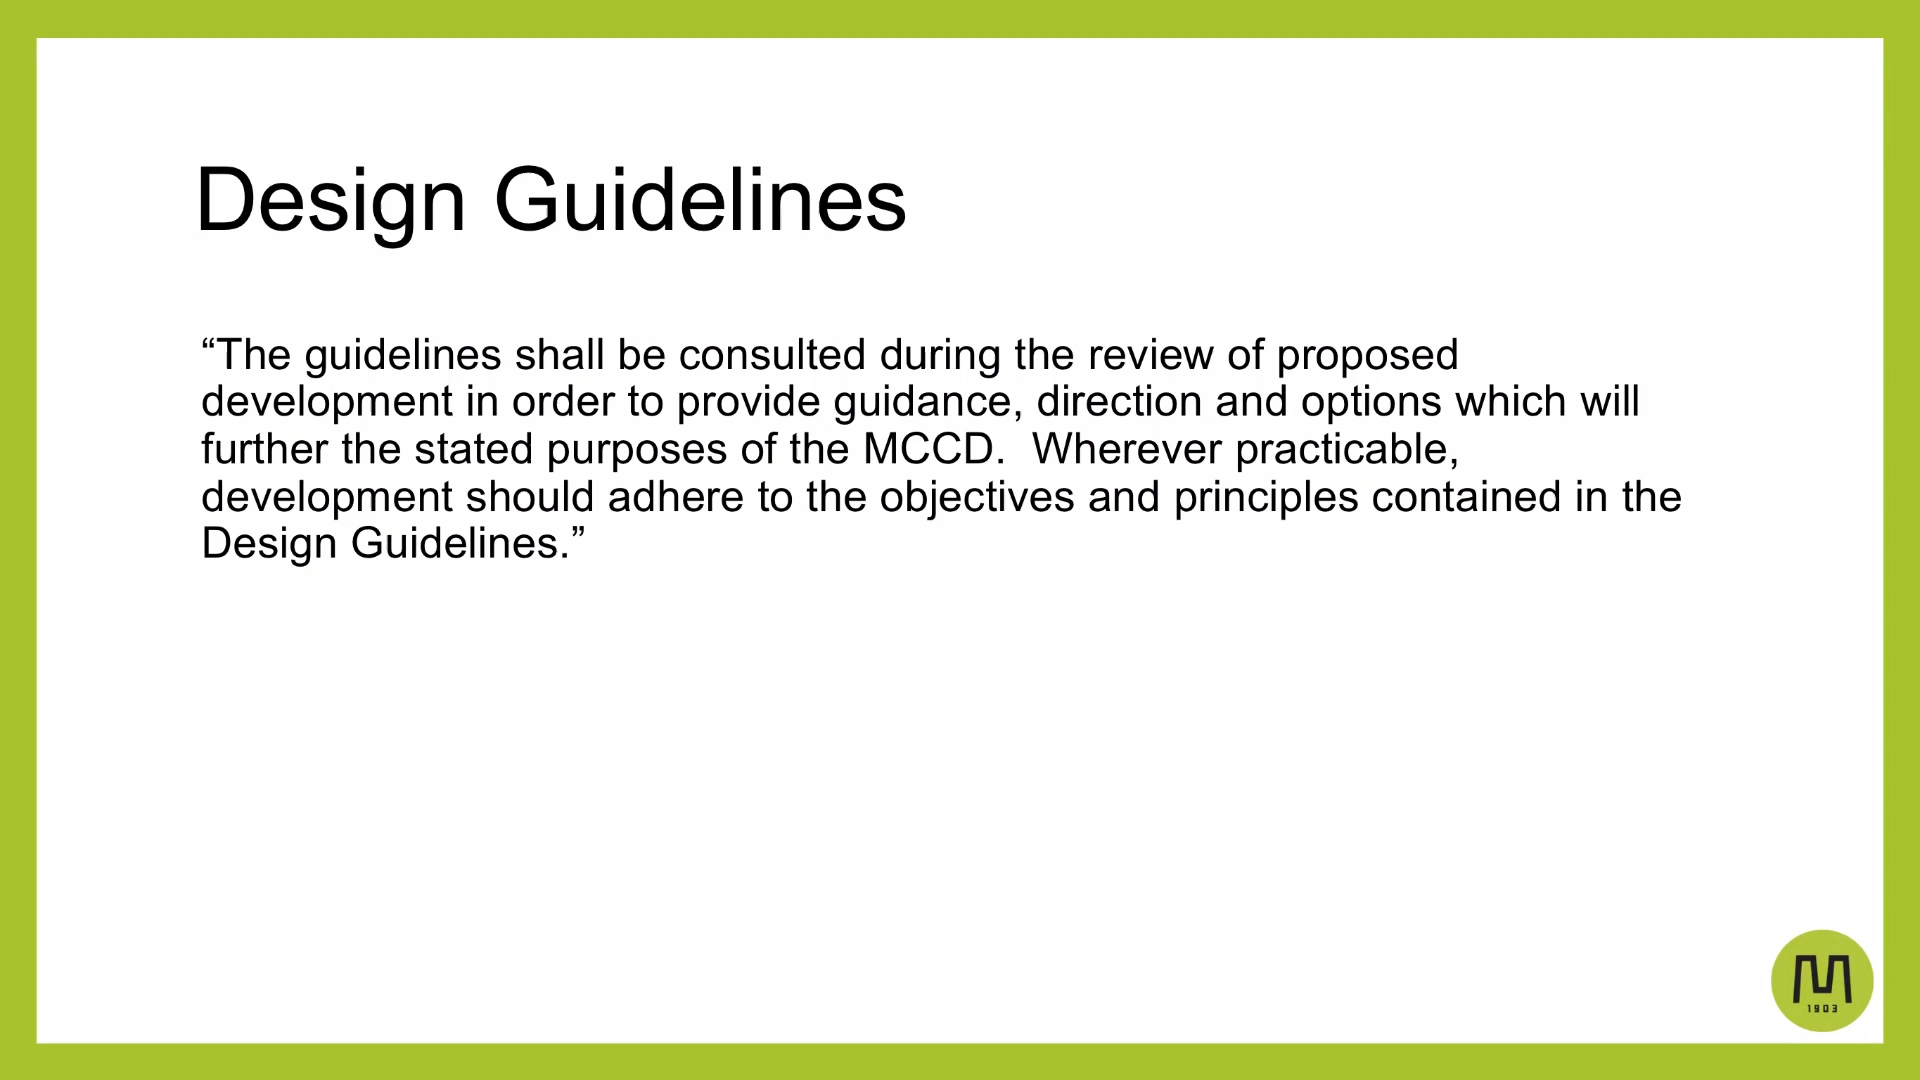 Design Guidelines
“The guidelines shall be consulted during the review of proposed
development in order to provide guidance, direction and options which will
further the stated purposes of the MCCD.  Wherever practicable,
development should adhere to the objectives and principles contained in the
Design Guidelines.”
M
1903